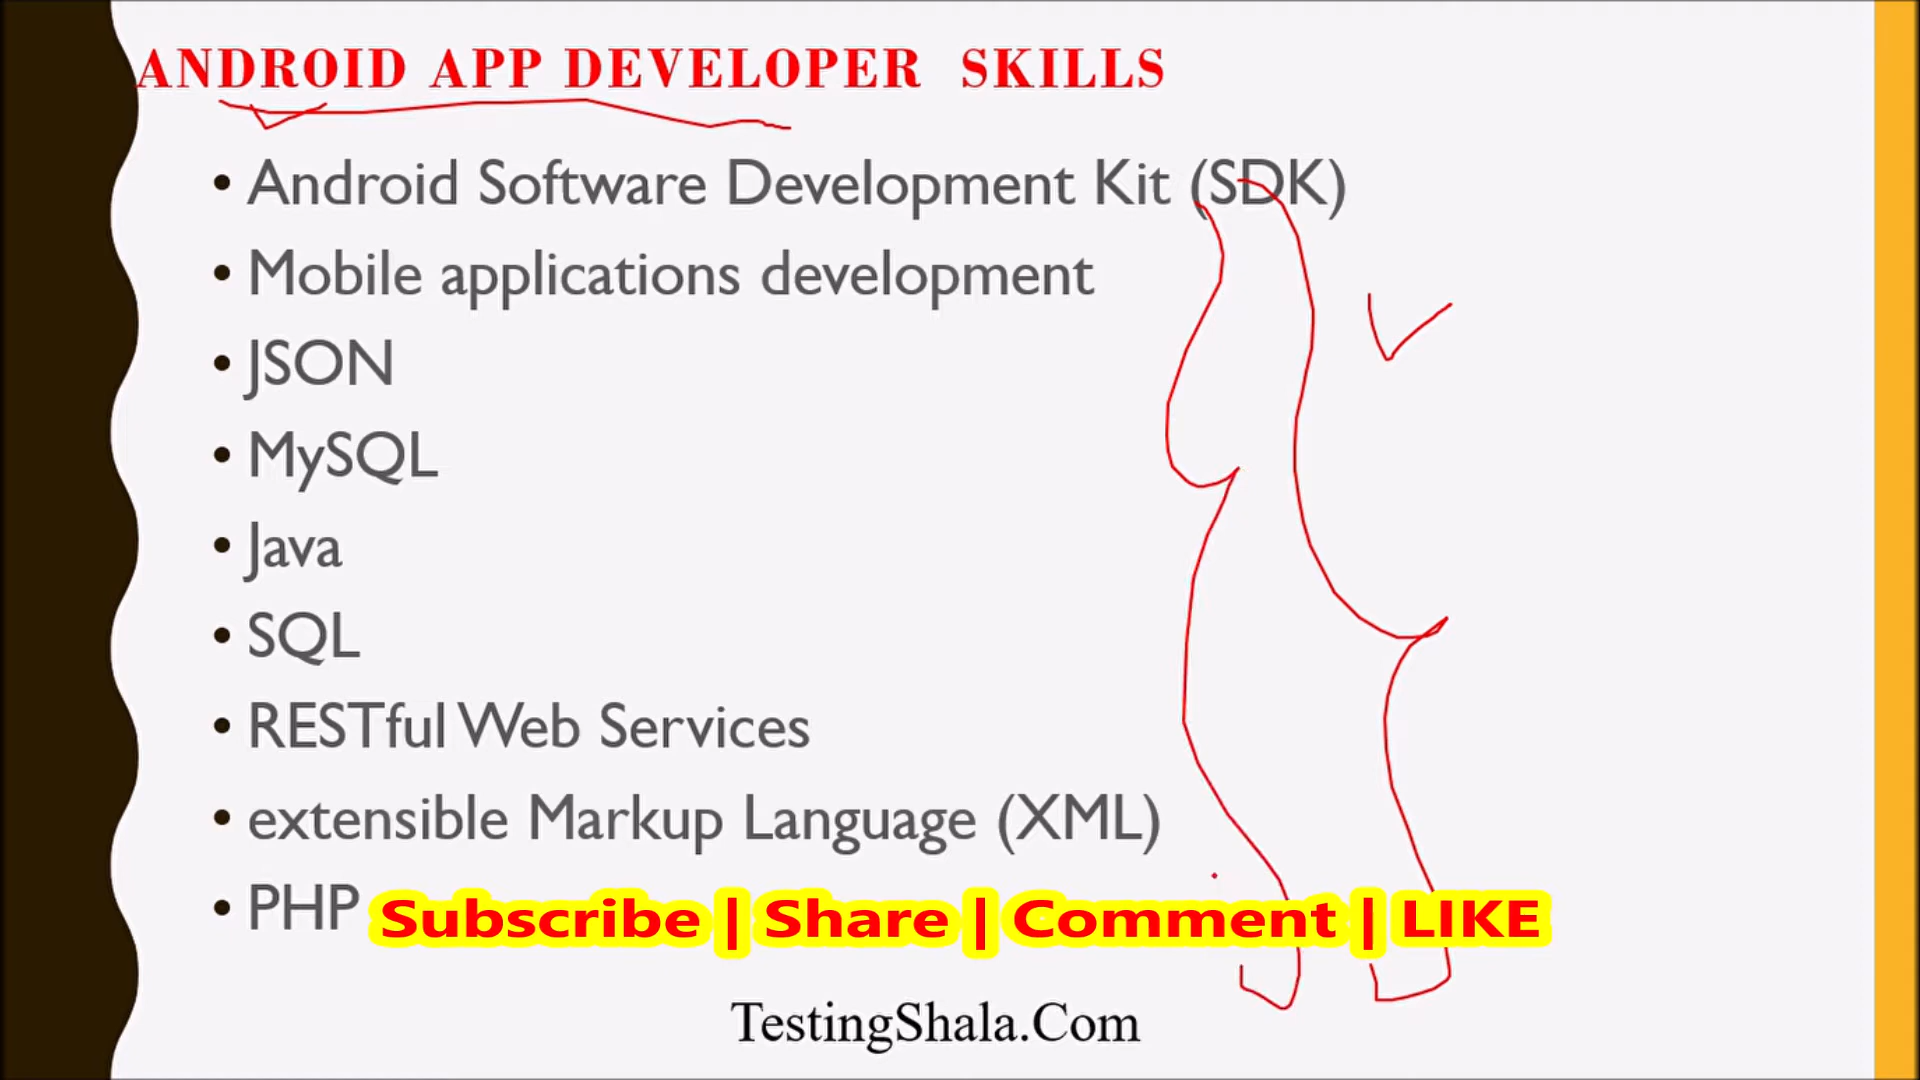 ANDROID APP DEVELOPER SKILLS
• Android Software Development Kit (SDK)
• Mobile applications development
• JSON
• MySQL
• Java
• SQL
• RESTful Web Services
• extensible Markup Language (XML)
• PHP
Subscribe | Share | Comment | LIKE
TestingShala.Com